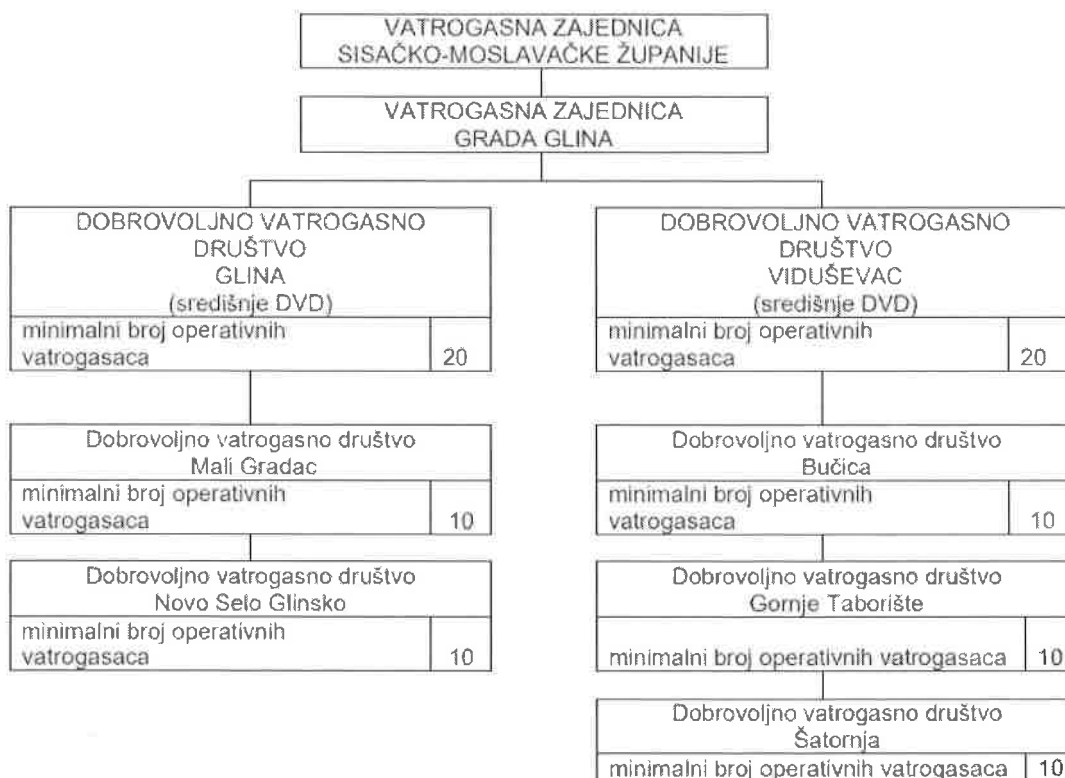 VATROGASNA ZAJEDNICA
SISAČKO-MOSLAVAČKE ŽUPANIJE
VATROGASNA ZAJEDNICA
GRADA GLINA
DOBROVOLJNO VATROGASNO
DRUŠTVO
GLINA
(središnje DVD)
minimalni broj operativnih
vatrogasaca 20
Dobrovoljno vatrogasno društvo
Mali Gradac
minimalni broj operativnih
vatrogasaca 10
Dobrovoljno vatrogasno društvo
Novo Selo Glinsko
minimalni broj operativnih
vatrogasaca 10
DOBROVOLJNO VATROGASNO
DRUŠTVO
VIDUŠEVAC
(središnje DVD)
minimalni broj operativnih
vatrogasaca 20
Dobrovoljno vatrogasno društvo
Bučica
minimalni broj operativnih
vatrogasaca 10
Dobrovoljno vatrogasno društvo
Gornje Taborište
minimalni broj operativnih vatrogasaca 10
Dobrovoljno vatrogasno društvo
Šatornja
minimalni broj operativnih vatrogasaca 10